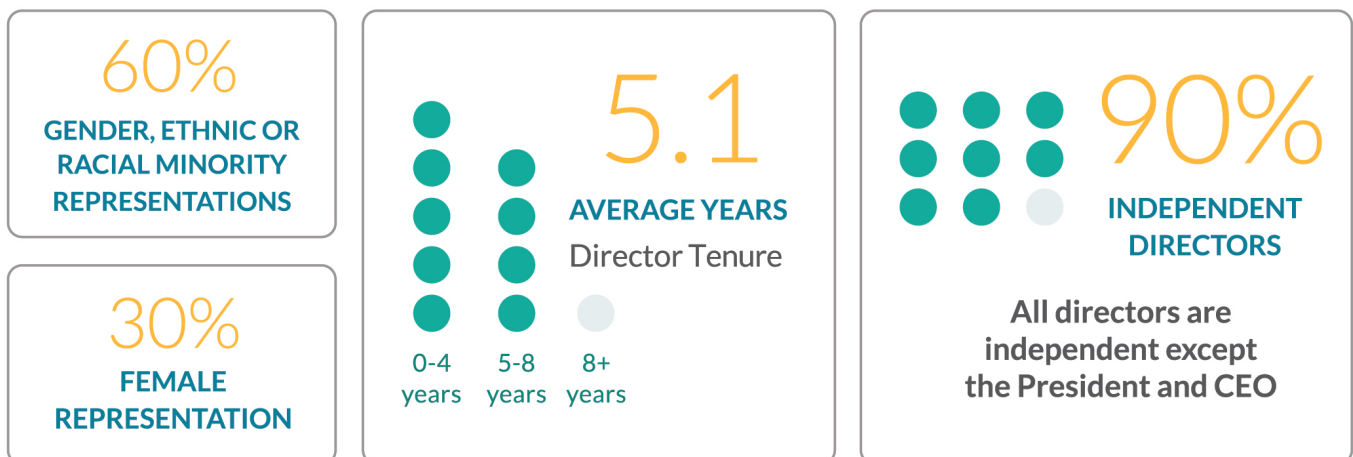 60%
GENDER, ETHNIC OR
RACIAL MINORITY
REPRESENTATIONS
30%
FEMALE
REPRESENTATION
5.1
AVERAGE YEARS
Director Tenure
0-4
years
5-8
years
8+
years
90%
INDEPENDENT
DIRECTORS
All directors are
independent except
the President and CEO